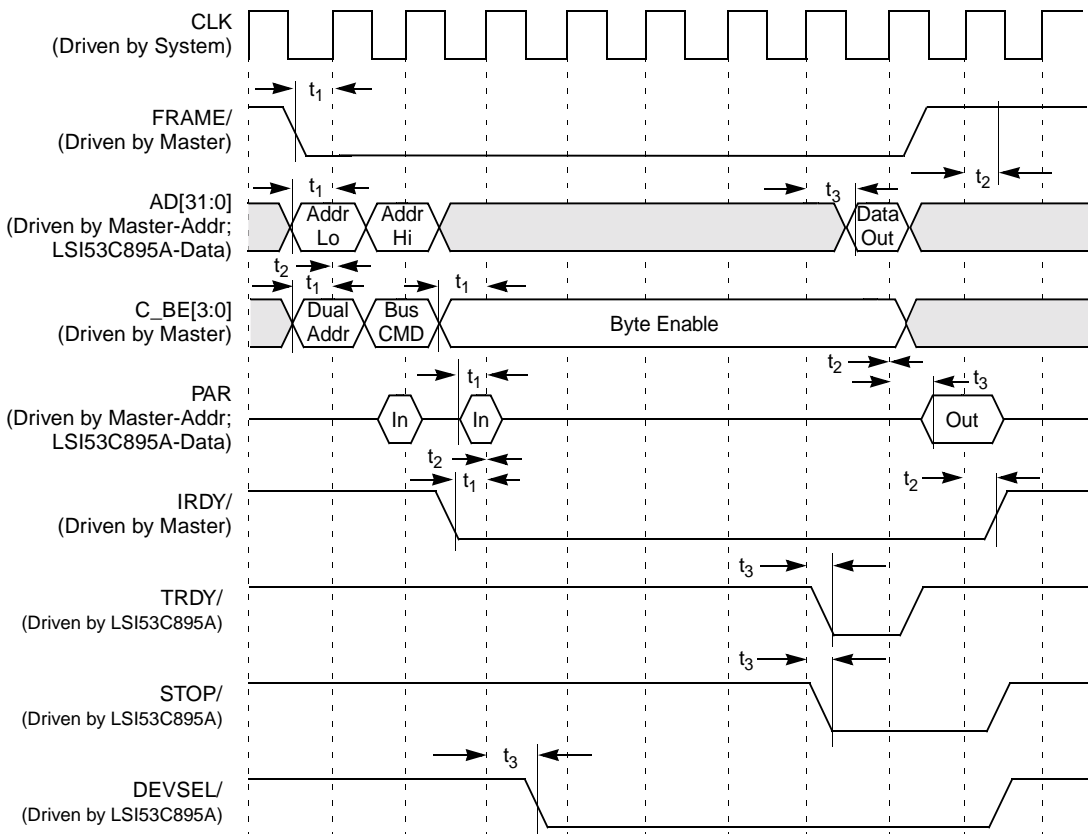 CLK
(Driven by System)
t1
FRAME/
(Driven by Master)
t2
AD[31:0]
(Driven by Master-Addr;
LSI53C895A-Data)
t1
Addr
Lo
Addr
Hi
t3
Data
Out
t2
C_BE[3:0]
(Driven by Master)
t1
Dual
Addr
Bus
CMD
t1
Byte Enable
t2
PAR
(Driven by Master-Addr;
LSI53C895A-Data)
In
t1
In
t3
Out
t2
IRDY/
(Driven by Master)
t1
t2
TRDY/
(Driven by LSI53C895A)
t3
STOP/
(Driven by LSI53C895A)
t3
DEVSEL/
(Driven by LSI53C895A)
t3